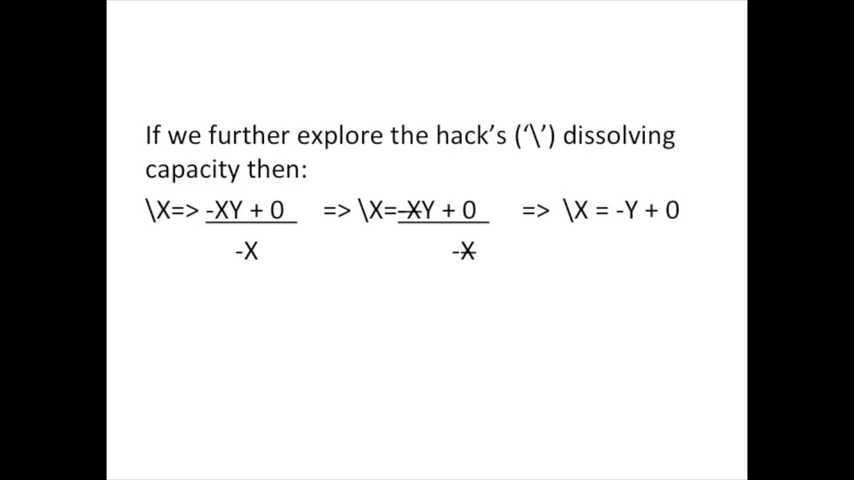 If we further explore the hack’s (‘\’) dissolving
capacity then:
\X=> -XY + 0 => \X=-XY + 0 => \X = -Y + 0
-X -X